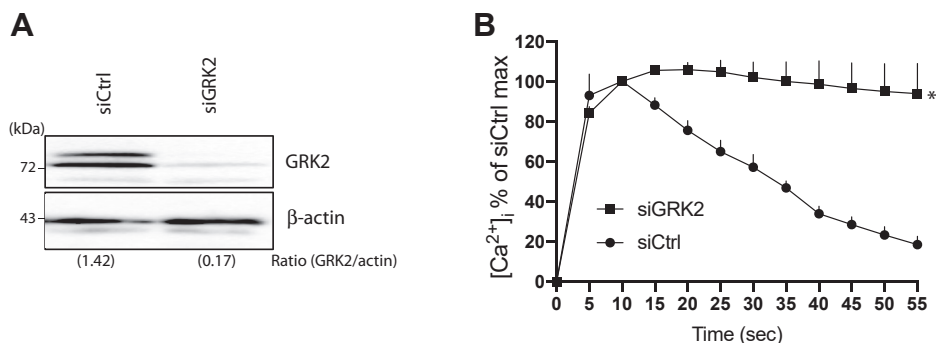 A
siCtrl
siGRK2
(kDa)
72
GRK2
43
β-actin
(1.42)
(0.17)
Ratio (GRK2/actin)
B
[Ca²⁺]ᵢ % of siCtrl max
120
100
80
60
40
20
0
siGRK2
siCtrl
*
0 5 10 15 20 25 30 35 40 45 50 55
Time (sec)